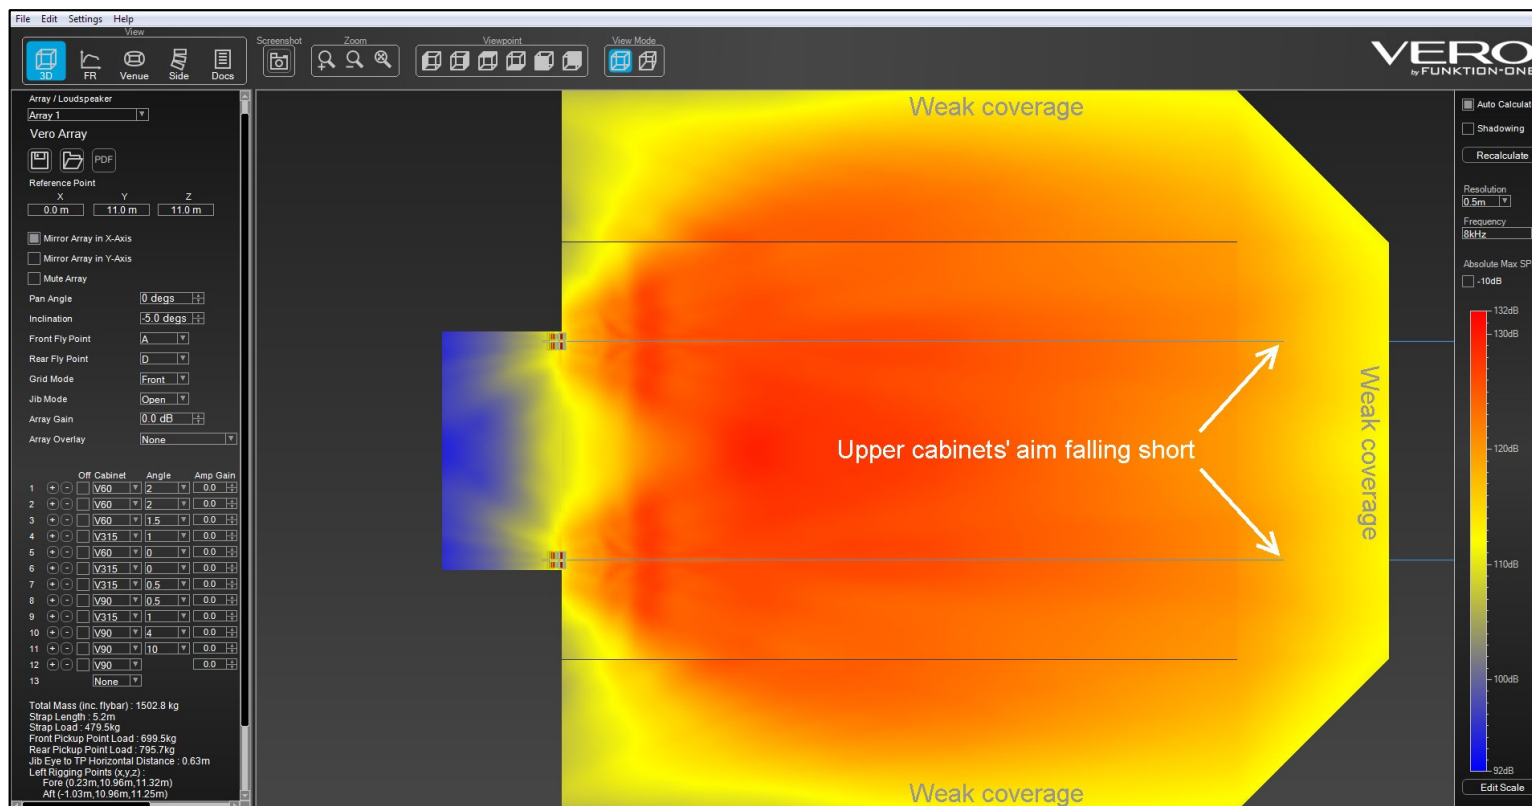 File Edit Settings Help
View
3D FR Venue Side Docs
Screenshot
Zoom
Viewpoint
View Mode
VERO
by FUNKTION-ONE
Array / Loudspeaker
Array 1
Vero Array
PDF
Reference Point
X Y Z
0.0 m 11.0 m 11.0 m
Mirror Array in X-Axis
Mirror Array in Y-Axis
Mute Array
Pan Angle 0 degs
Inclination -5.0 degs
Front Fly Point A
Rear Fly Point D
Grid Mode Front
Jib Mode Open
Array Gain 0.0 dB
Array Overlay None
Off Cabinet Angle Amp Gain
1 + - V60 2 0.0
2 + - V60 2 0.0
3 + - V60 1.5 0.0
4 + - V315 1 0.0
5 + - V60 0 0.0
6 + - V315 0 0.0
7 + - V315 0.5 0.0
8 + - V90 0.5 0.0
9 + - V315 1 0.0
10 + - V90 4 0.0
11 + - V90 10 0.0
12 + - V90 0.0
13 None
Total Mass (inc. flybar) : 1502.8 kg
Strap Length : 5.2m
Strap Load : 479.5kg
Front Pickup Point Load : 699.5kg
Rear Pickup Point Load : 795.7kg
Jib Eye to TP Horizontal Distance : 0.63m
Left Rigging Points (x,y,z) :
Fore (0.23m,10.96m,11.32m)
Aft (-1.03m,10.96m,11.25m)
Weak coverage
Upper cabinets' aim falling short
Weak coverage
Weak coverage
Auto Calculat
Shadowing
Recalculate
Resolution
0.5m
Frequency
8kHz
Absolute Max SP
-10dB
132dB
130dB
120dB
110dB
100dB
92dB
Edit Scale